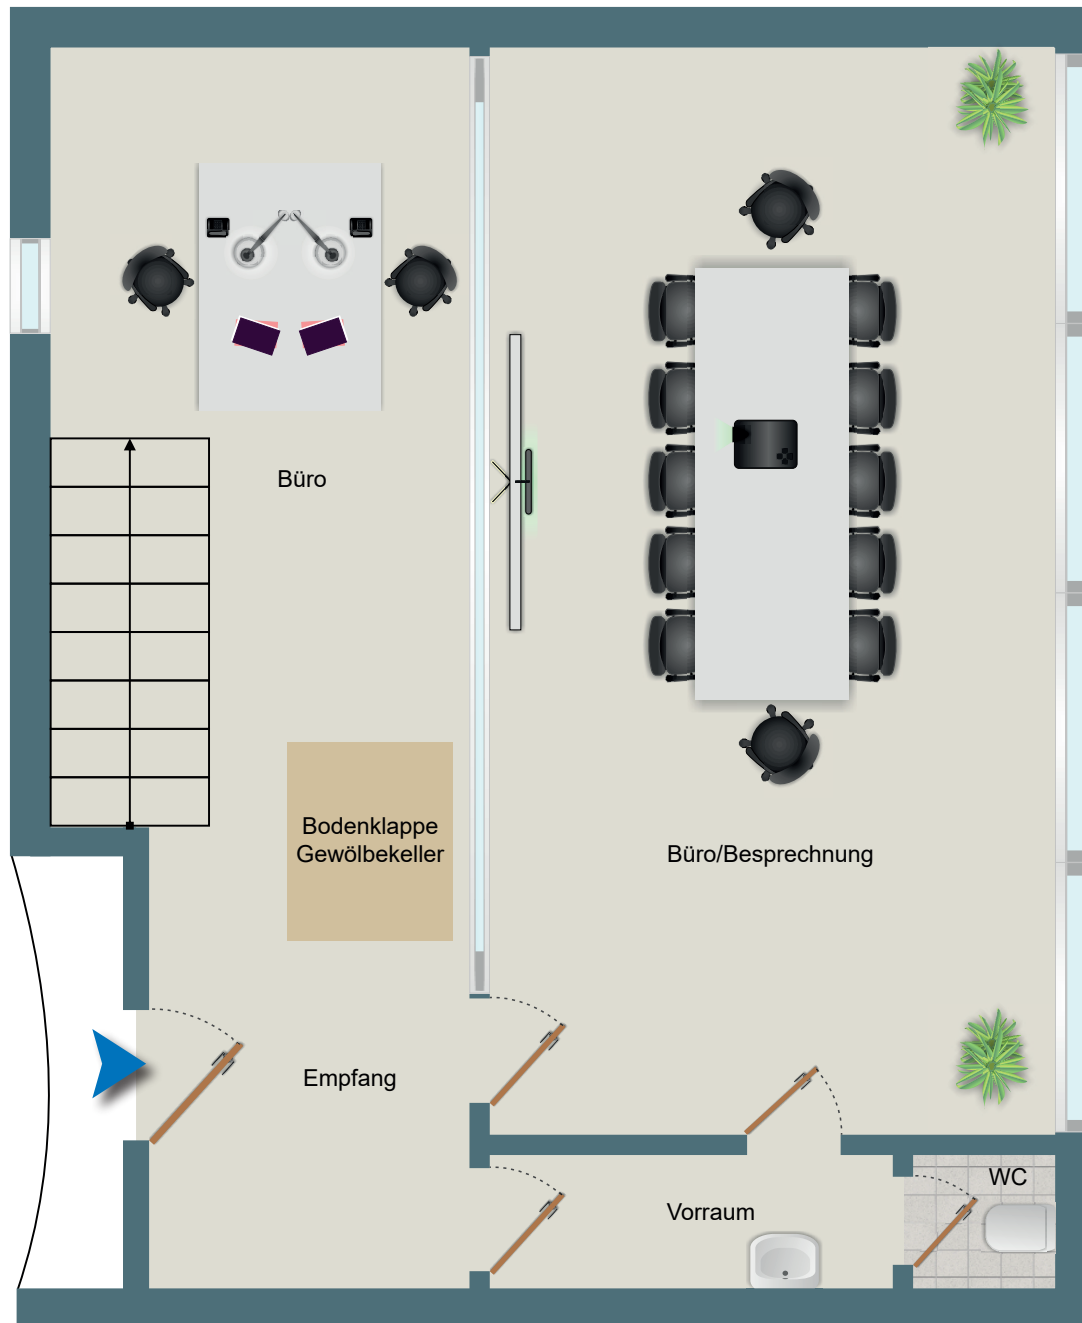 Büro
Bodenklappe
Gewölbekeller
Büro/Besprechnung
Empfang
WC
Vorraum